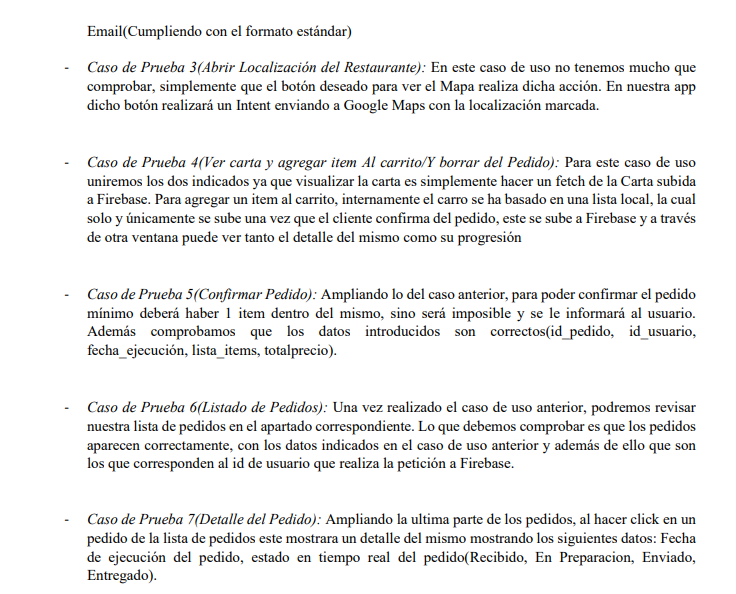 Email(Cumpliendo con el formato estándar)
- Caso de Prueba 3(Abrir Localización del Restaurante): En este caso de uso no tenemos mucho que
comprobar, simplemente que el botón deseado para ver el Mapa realiza dicha acción. En nuestra app
dicho botón realizará un Intent enviando a Google Maps con la localización marcada.
- Caso de Prueba 4(Ver carta y agregar item Al carrito/Y borrar del Pedido): Para este caso de uso
uniremos los dos indicados ya que visualizar la carta es simplemente hacer un fetch de la Carta subida
a Firebase. Para agregar un item al carrito, internamente el carro se ha basado en una lista local, la cual
solo y únicamente se sube una vez que el cliente confirma del pedido, este se sube a Firebase y a través
de otra ventana puede ver tanto el detalle del mismo como su progresión
- Caso de Prueba 5(Confirmar Pedido): Ampliando lo del caso anterior, para poder confirmar el pedido
mínimo deberá haber 1 item dentro del mismo, sino será imposible y se le informará al usuario.
Además comprobamos que los datos introducidos son correctos(id_pedido, id_usuario,
fecha_ejecución, lista_items, totalprecio).
- Caso de Prueba 6(Listado de Pedidos): Una vez realizado el caso de uso anterior, podremos revisar
nuestra lista de pedidos en el apartado correspondiente. Lo que debemos comprobar es que los pedidos
aparecen correctamente, con los datos indicados en el caso de uso anterior y además de ello que son
los que corresponden al id de usuario que realiza la petición a Firebase.
- Caso de Prueba 7(Detalle del Pedido): Ampliando la ultima parte de los pedidos, al hacer click en un
pedido de la lista de pedidos este mostrara un detalle del mismo mostrando los siguientes datos: Fecha
de ejecución del pedido, estado en tiempo real del pedido(Recibido, En Preparacion, Enviado,
Entregado).